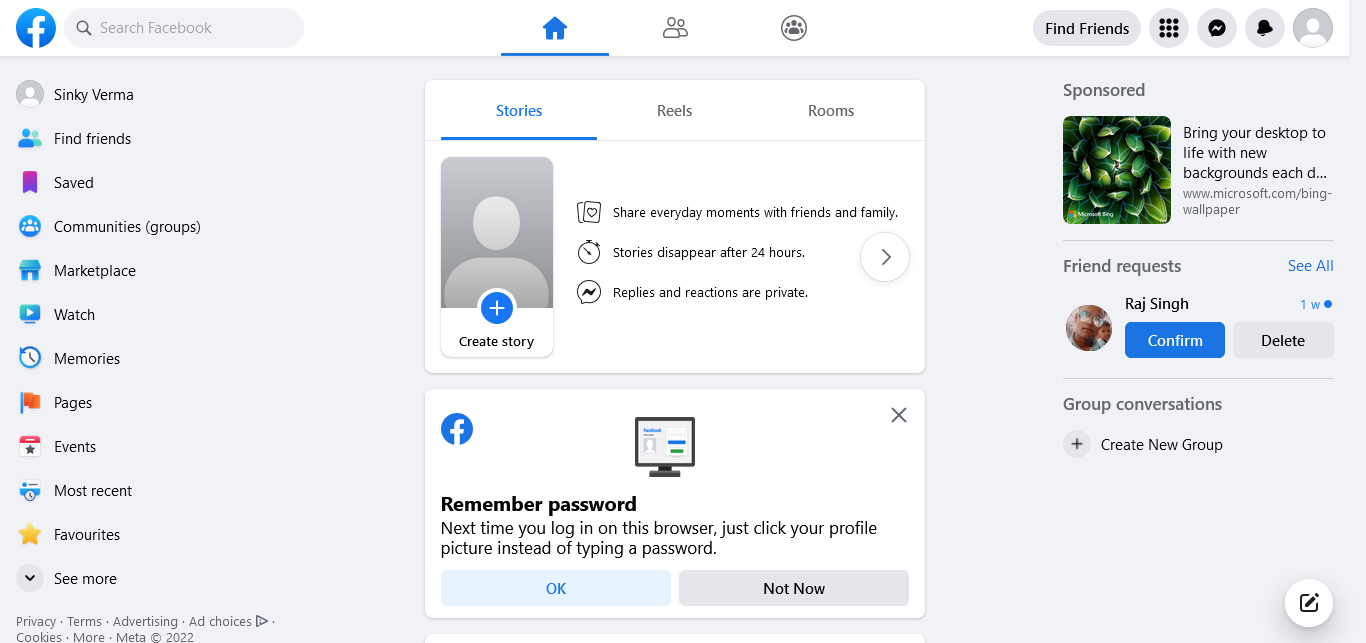 Search Facebook
Find Friends
Sinky Verma
Find friends
Saved
Communities (groups)
Marketplace
Watch
Memories
Pages
Events
Most recent
Favourites
See more
Privacy · Terms · Advertising · Ad choices ·
Cookies · More · Meta © 2022
Stories
Reels
Rooms
Create story
Share everyday moments with friends and family.
Stories disappear after 24 hours.
Replies and reactions are private.
facebook
Remember password
Next time you log in on this browser, just click your profile
picture instead of typing a password.
OK
Not Now
Sponsored
Microsoft Bing
Bring your desktop to
life with new
backgrounds each d...
www.microsoft.com/bing-
wallpaper
Friend requests
See All
Raj Singh
1 w
Confirm
Delete
Group conversations
Create New Group